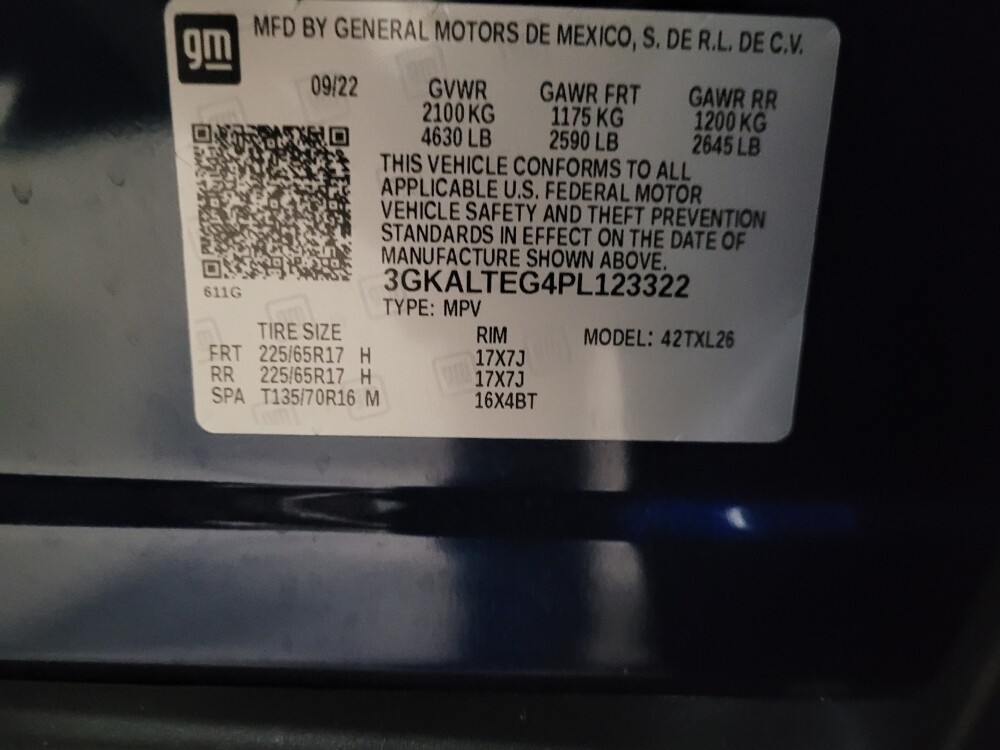 gm MFD BY GENERAL MOTORS DE MEXICO, S. DE R.L. DE C.V.
09/22 GVWR GAWR FRT GAWR RR
2100 KG 1175 KG 1200 KG
4630 LB 2590 LB 2645 LB
THIS VEHICLE CONFORMS TO ALL
APPLICABLE U.S. FEDERAL MOTOR
VEHICLE SAFETY AND THEFT PREVENTION
STANDARDS IN EFFECT ON THE DATE OF
MANUFACTURE SHOWN ABOVE.
3GKALTEG4PL123322
611G
TYPE: MPV
TIRE SIZE RIM MODEL: 42TXL26
FRT 225/65R17 H 17X7J
RR 225/65R17 H 17X7J
SPA T135/70R16 M 16X4BT